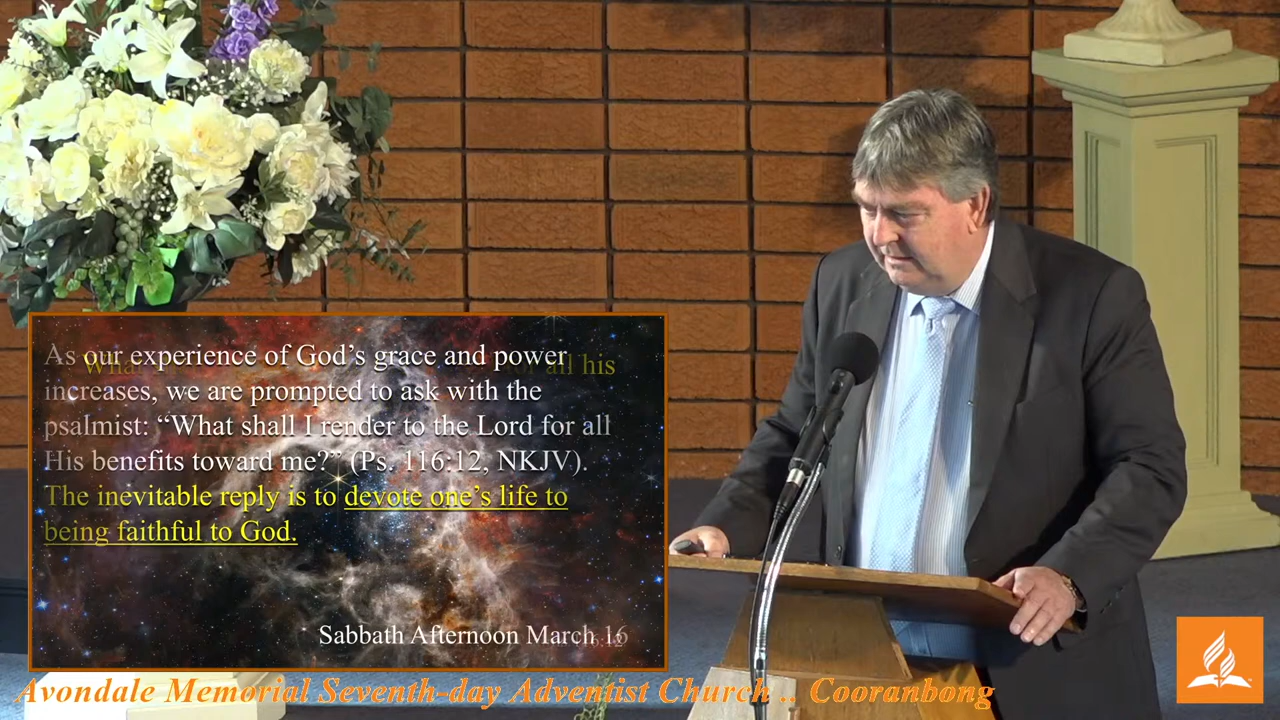 As our experience of God's grace and power
increases, we are prompted to ask with the
psalmist: “What shall I render to the Lord for all
His benefits toward me?” (Ps. 116:12, NKJV).
The inevitable reply is to devote one's life to
being faithful to God.
Sabbath Afternoon March 16
Avondale Memorial Seventh-day Adventist Church .. Cooranbong